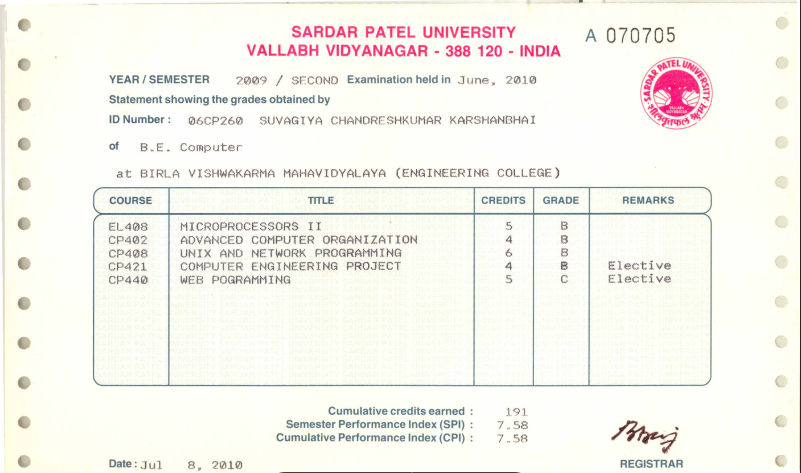 SARDAR PATEL UNIVERSITY
VALLABH VIDYANAGAR - 388 120 - INDIA
A 070705
SARDAR PATEL UNIVERSITY
VALLABH VIDYANAGAR
YEAR / SEMESTER 2009 / SECOND Examination held in June, 2010
Statement showing the grades obtained by
ID Number : 06CP260 SUVAGIYA CHANDRESHKUMAR KARSHANBHAI
of B.E. Computer
at BIRLA VISHWAKARMA MAHAVIDYALAYA (ENGINEERING COLLEGE)
COURSE TITLE CREDITS GRADE REMARKS
EL408 MICROPROCESSORS II 5 B
CP402 ADVANCED COMPUTER ORGANIZATION 4 B
CP408 UNIX AND NETWORK PROGRAMMING 6 B
CP421 COMPUTER ENGINEERING PROJECT 4 B Elective
CP440 WEB POGRAMMING 5 C Elective
Cumulative credits earned : 191
Semester Performance Index (SPI) : 7.58
Cumulative Performance Index (CPI) : 7.58
Date : Jul 8, 2010
REGISTRAR